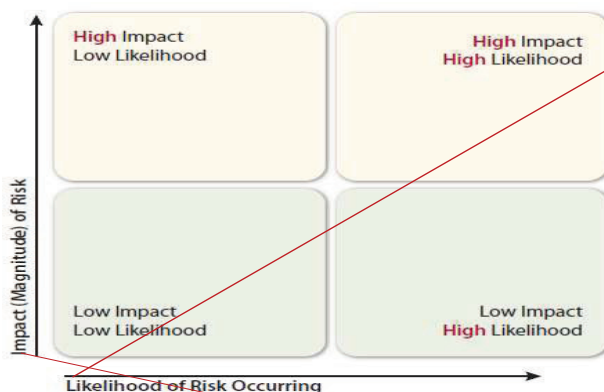 High Impact
Low Likelihood
High Impact
High Likelihood
Impact (Magnitude) of Risk
Low Impact
Low Likelihood
Low Impact
High Likelihood
Likelihood of Risk Occurring